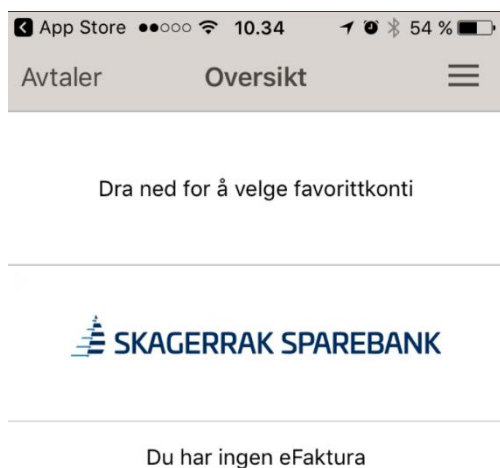 App Store 10.34 54 %
Avtaler Oversikt
Dra ned for å velge favorittkonti
SKAGERRAK SPAREBANK
Du har ingen eFaktura